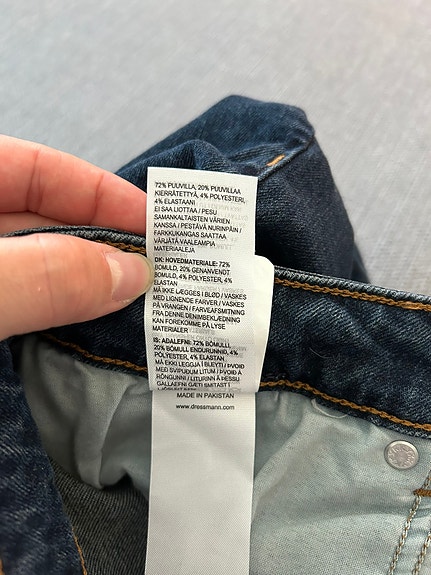 72% PUUVILLA, 20% PUUVILLAA
KIERRÄTETTYÄ, 4% POLYESTERI,
4% ELASTAANI
EI SAA LIOTTAA / PESU
SAMANKALTAISTEN VÄRIEN
KANSSA / PESTÄVÄ NURINPÄIN /
FARKKUKANGAS SAATTAA
VÄRJÄTÄ VAALEAMPIA
MATERIAALEJA
DK: HOVEDMATERIALE: 72%
BOMULD, 20% GENANVENDT
BOMULD, 4% POLYESTER, 4%
ELASTAN
MÅ IKKE LÆGGES I BLØD / VASKES
MED LIGNENDE FARVER / VASKES
PÅ VRANGEN / FARVEAFSMITNING
FRA DENNE DENIMBEKLÆDNING
KAN FOREKOMME PÅ LYSE
MATERIALER
IS: AÐALEFNI: 72% BÓMULL,
20% BÓMULL ENDURUNNIÐ, 4%
PÓLÝESTER, 4% ELASTAN
MÁ EKKI LEGGJA Í BLEYTI / ÞVOIÐ
MEÐ SVIPUÐUM LITUM / ÞVOIÐ Á
RÖNGUNNI / LITURINN Á ÞESSU
GALLAEFNI GÆTI SMITAST Í
MADE IN PAKISTAN
www.dressmann.com